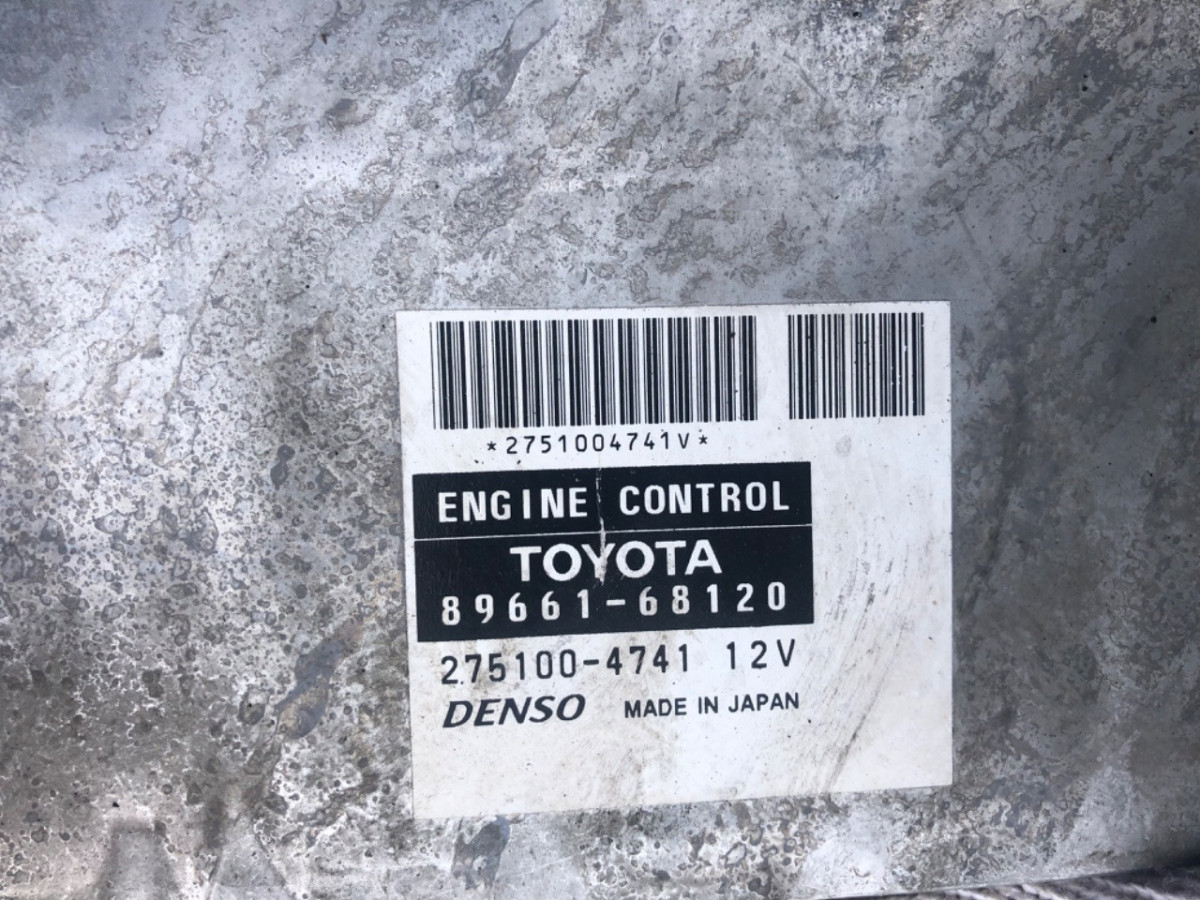 *2751004741V*
ENGINE CONTROL
TOYOTA
89661-68120
275100-4741 12V
DENSO MADE IN JAPAN